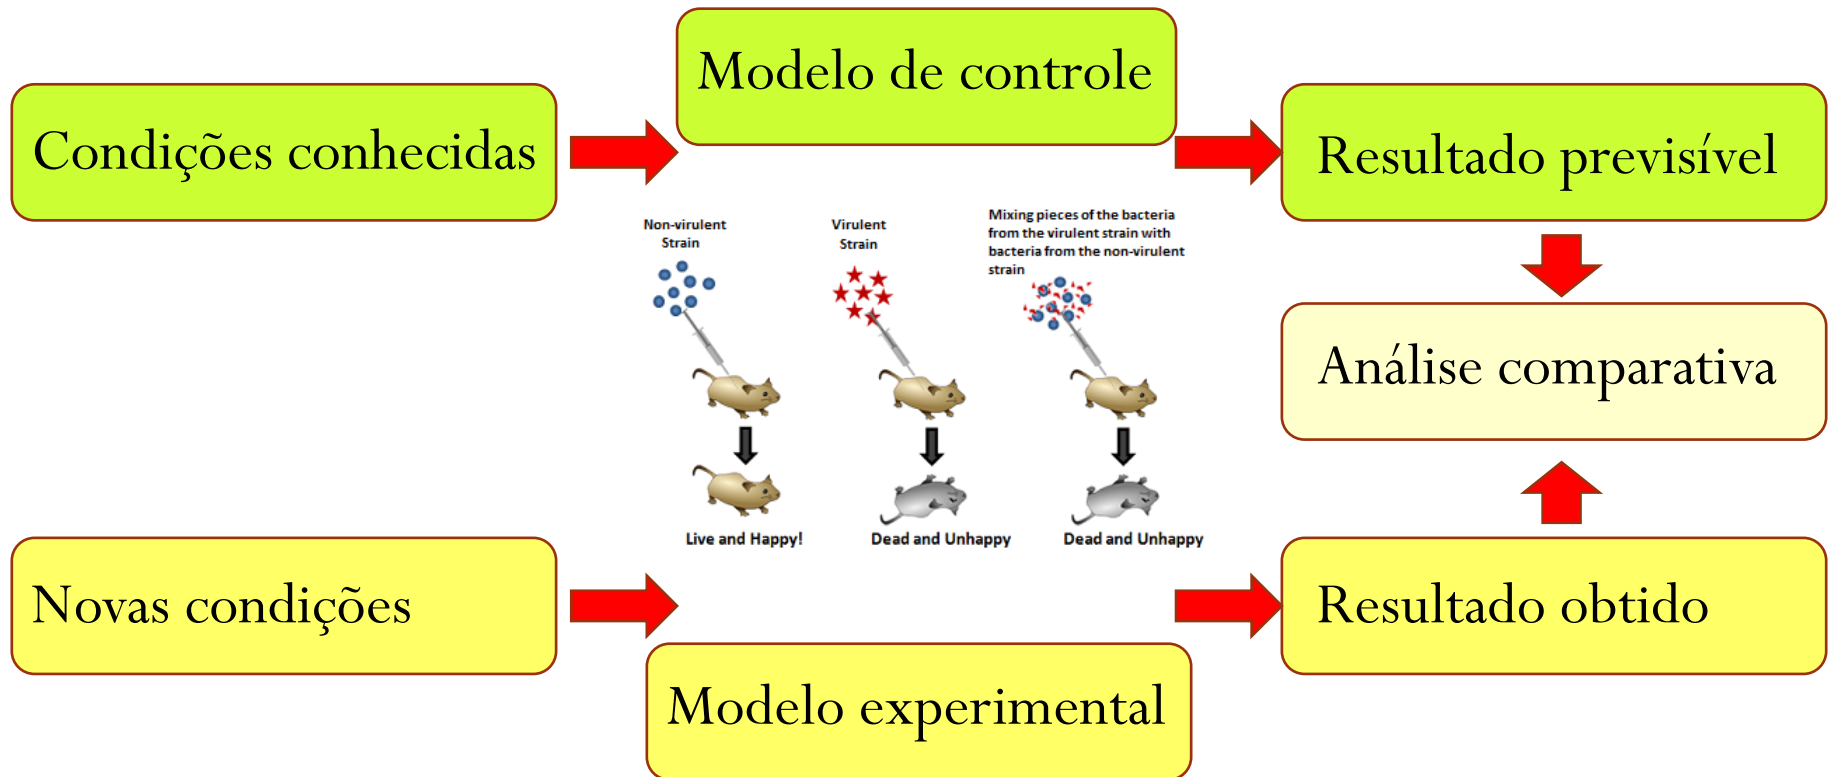 Modelo de controle
Condições conhecidas
Resultado previsível
Non-virulent
Strain
Virulent
Strain
Mixing pieces of the bacteria
from the virulent strain with
bacteria from the non-virulent
strain
Análise comparativa
Live and Happy!
Dead and Unhappy
Dead and Unhappy
Novas condições
Resultado obtido
Modelo experimental